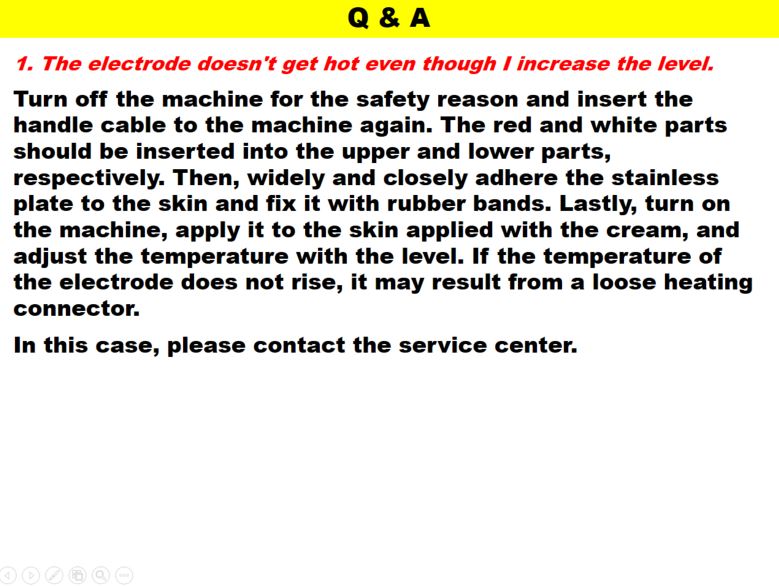 Q & A
1. The electrode doesn't get hot even though I increase the level.
Turn off the machine for the safety reason and insert the
handle cable to the machine again. The red and white parts
should be inserted into the upper and lower parts,
respectively. Then, widely and closely adhere the stainless
plate to the skin and fix it with rubber bands. Lastly, turn on
the machine, apply it to the skin applied with the cream, and
adjust the temperature with the level. If the temperature of
the electrode does not rise, it may result from a loose heating
connector.
In this case, please contact the service center.